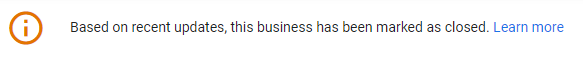 Based on recent updates, this business has been marked as closed. Learn more